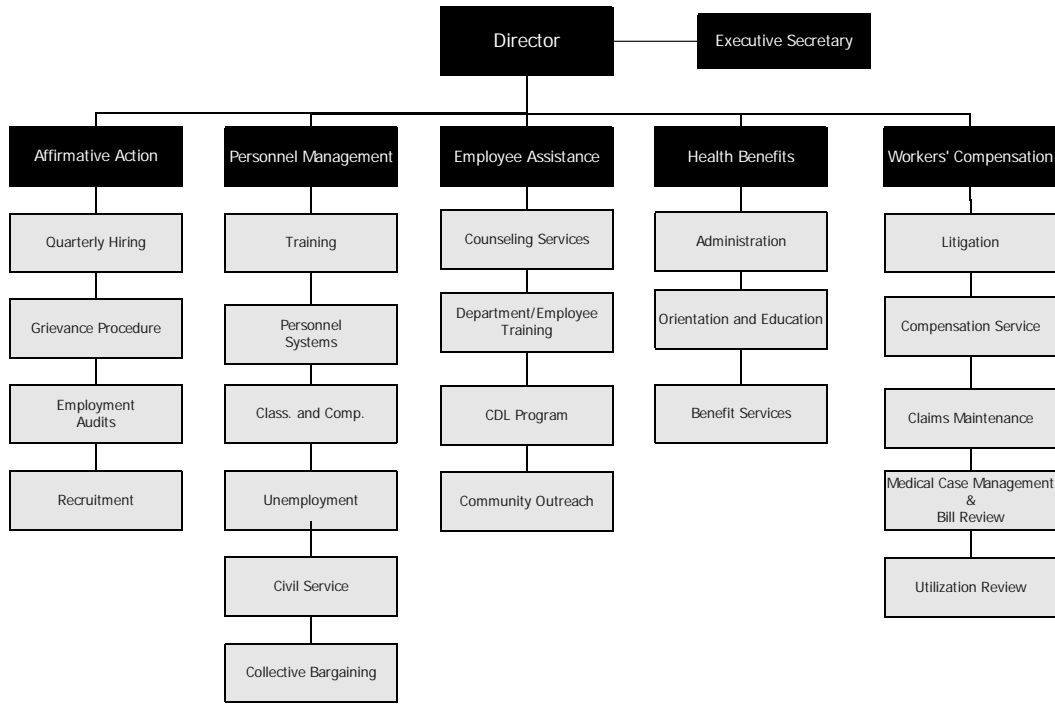 Director
Executive Secretary
Affirmative Action
Personnel Management
Employee Assistance
Health Benefits
Workers' Compensation
Quarterly Hiring
Grievance Procedure
Employment
Audits
Recruitment
Training
Personnel
Systems
Class. and Comp.
Unemployment
Civil Service
Collective Bargaining
Counseling Services
Department/Employee
Training
CDL Program
Community Outreach
Administration
Orientation and Education
Benefit Services
Litigation
Compensation Service
Claims Maintenance
Medical Case Management
&
Bill Review
Utilization Review